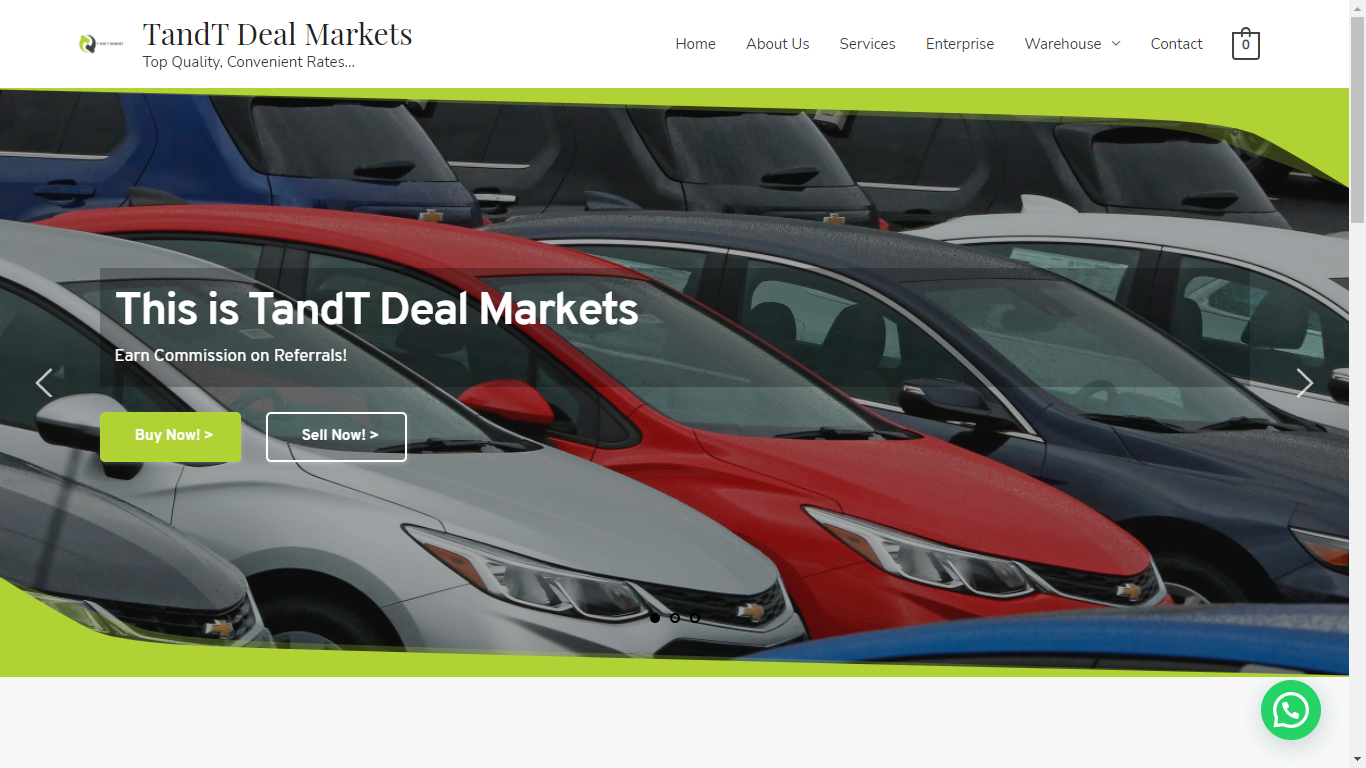 TandT Deal Markets
Top Quality, Convenient Rates...
Home About Us Services Enterprise Warehouse Contact 0
This is TandT Deal Markets
Earn Commission on Referrals!
Buy Now! > Sell Now! >